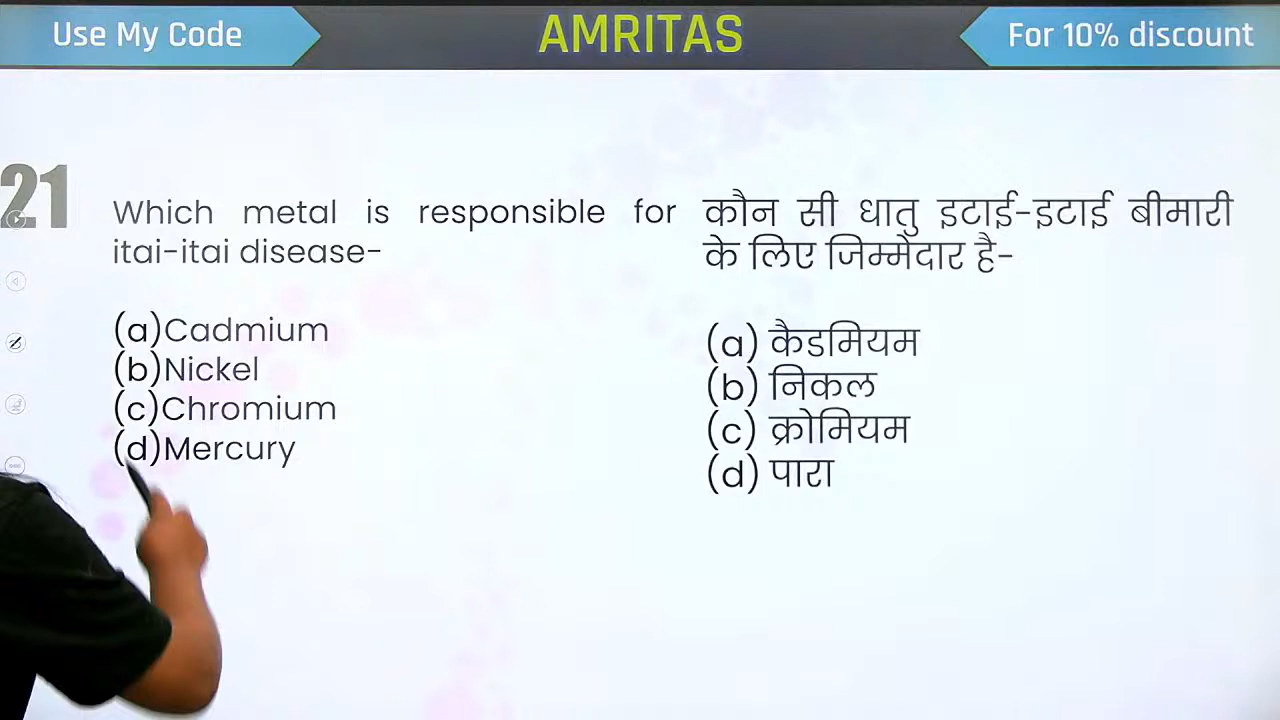 Use My Code
AMRITAS
For 10% discount
21
Which metal is responsible for
itai-itai disease-
(a)Cadmium
(b)Nickel
(c)Chromium
(d)Mercury
कौन सी धातु इटाई-इटाई बीमारी
के लिए जिम्मेदार है-
(a) कैडमियम
(b) निकल
(c) क्रोमियम
(d) पारा